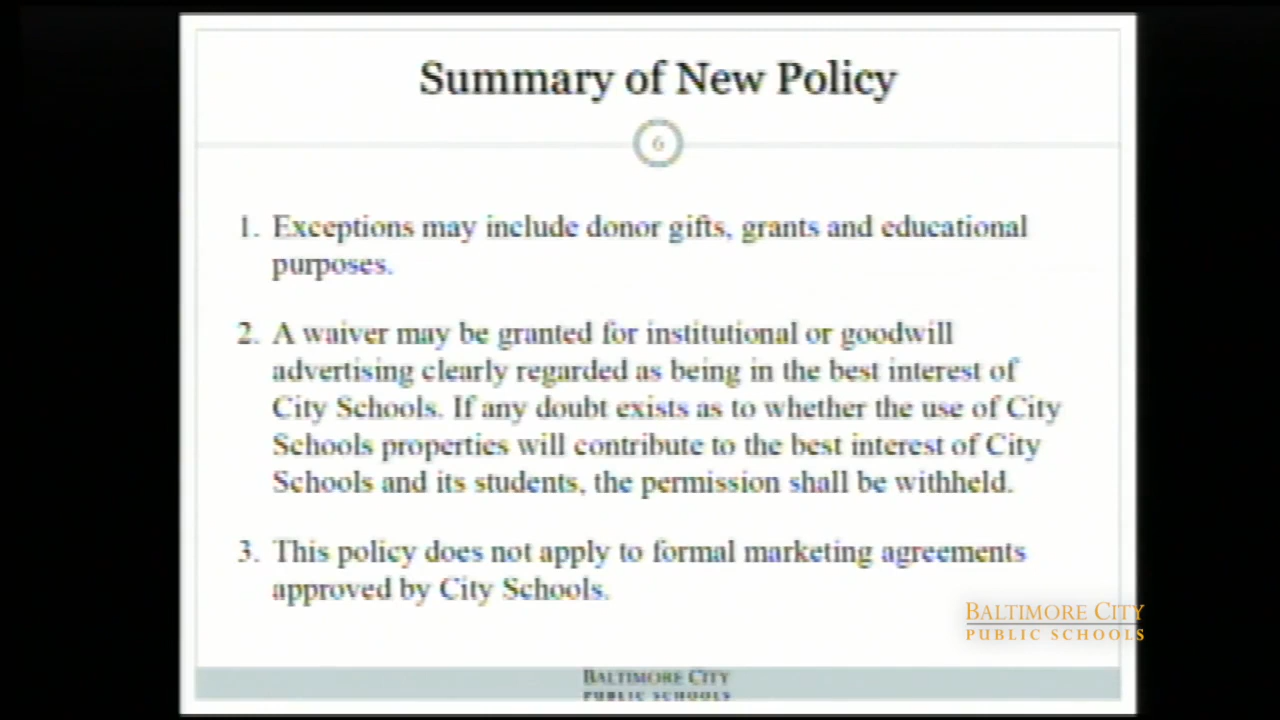 Summary of New Policy
6
1. Exceptions may include donor gifts, grants and educational
purposes.
2. A waiver may be granted for institutional or goodwill
advertising clearly regarded as being in the best interest of
City Schools. If any doubt exists as to whether the use of City
Schools properties will contribute to the best interest of City
Schools and its students, the permission shall be withheld.
3. This policy does not apply to formal marketing agreements
approved by City Schools.
BALTIMORE CITY
PUBLIC SCHOOLS
BALTIMORE CITY
PUBLIC SCHOOLS